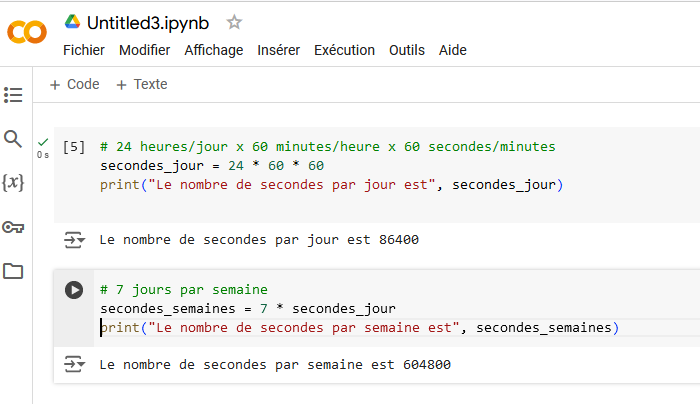 Untitled3.ipynb
Fichier Modifier Affichage Insérer Exécution Outils Aide
+ Code + Texte
[5] # 24 heures/jour x 60 minutes/heure x 60 secondes/minutes
0 s
secondes_jour = 24 * 60 * 60
print("Le nombre de secondes par jour est", secondes_jour)
{x}
Le nombre de secondes par jour est 86400
# 7 jours par semaine
secondes_semaines = 7 * secondes_jour
print("Le nombre de secondes par semaine est", secondes_semaines)
Le nombre de secondes par semaine est 604800